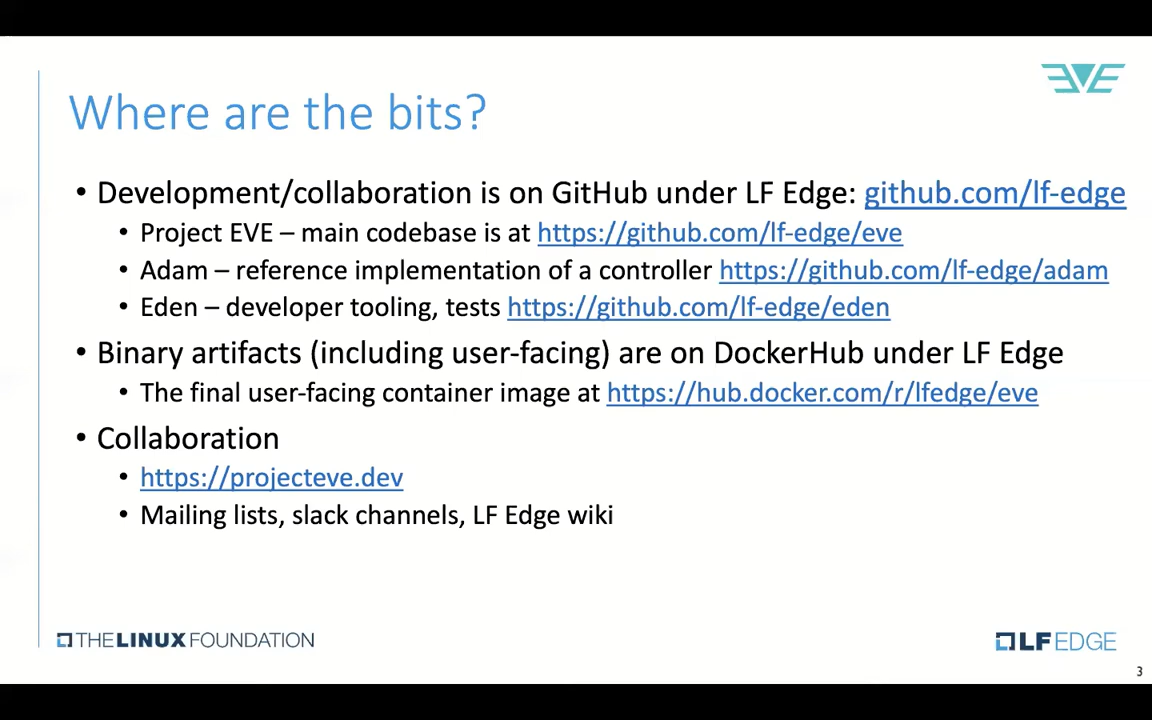 EVE
Where are the bits?
• Development/collaboration is on GitHub under LF Edge: github.com/lf-edge
• Project EVE – main codebase is at https://github.com/lf-edge/eve
• Adam – reference implementation of a controller https://github.com/lf-edge/adam
• Eden – developer tooling, tests https://github.com/lf-edge/eden
• Binary artifacts (including user-facing) are on DockerHub under LF Edge
• The final user-facing container image at https://hub.docker.com/r/lfedge/eve
• Collaboration
• https://projecteve.dev
• Mailing lists, slack channels, LF Edge wiki
THE LINUX FOUNDATION
LF EDGE
3